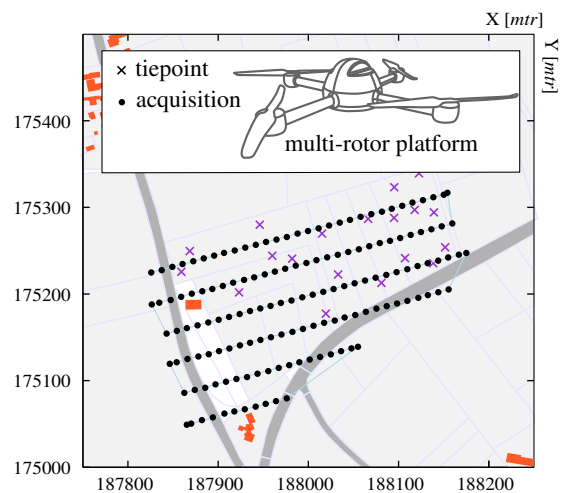 X [mtr]
Y [mtr]
× tiepoint
• acquisition
multi-rotor platform
175400
175300
175200
175100
175000
187800 187900 188000 188100 188200